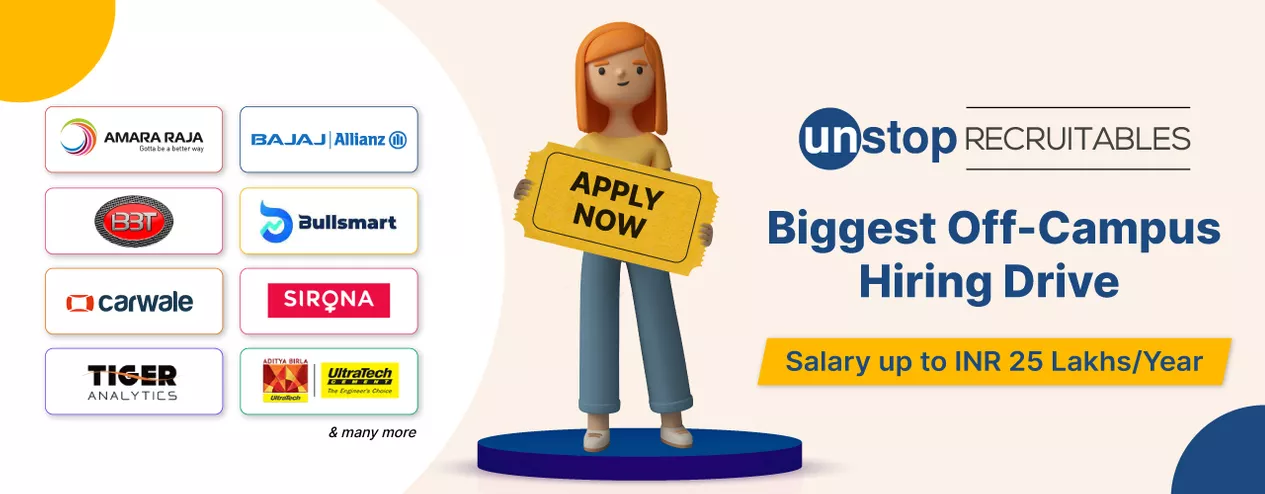 AMARA RAJA
Gotta be a better way
BAJAJ | Allianz
BBT
Bullsmart
carwale
SIRONA
TIGER
ANALYTICS
ADITYA BIRLA
UltraTech
UltraTech
CEMENT
The Engineer's Choice
& many more
APPLY
NOW
unstop RECRUITABLES
Biggest Off-Campus
Hiring Drive
Salary up to INR 25 Lakhs/Year